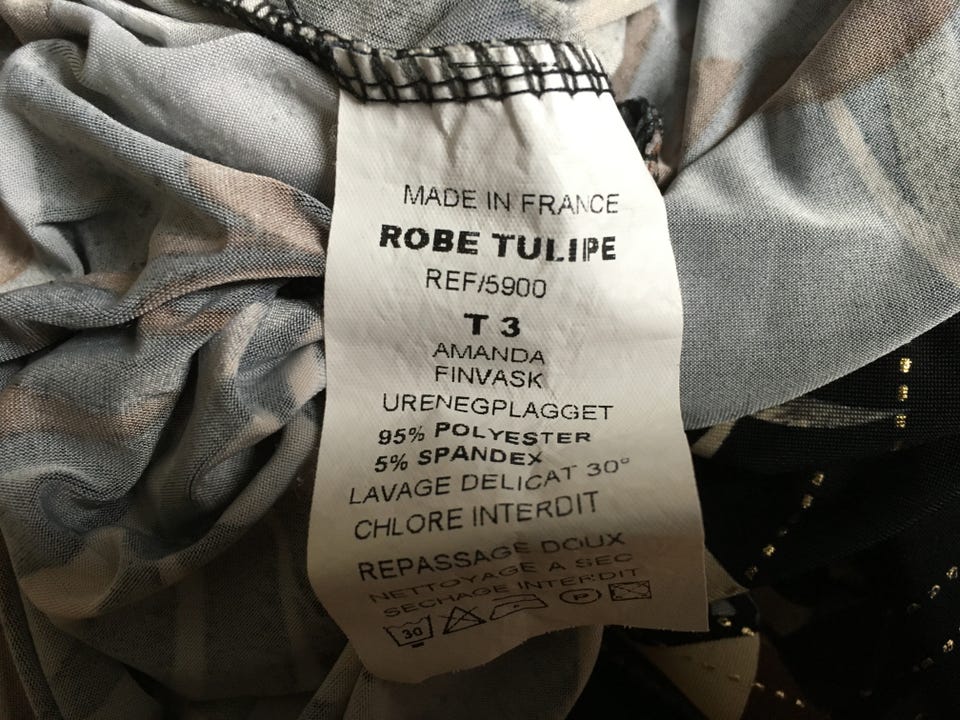 MADE IN FRANCE
ROBE TULIPE
REF/5900
T 3
AMANDA
FINVASK
URENEGPLAGGET
95% POLYESTER
5% SPANDEX
LAVAGE DELICAT 30°
CHLORE INTERDIT
REPASSAGE DOUX
NETTOYAGE A SEC
SECHAGE INTERDIT
30 P